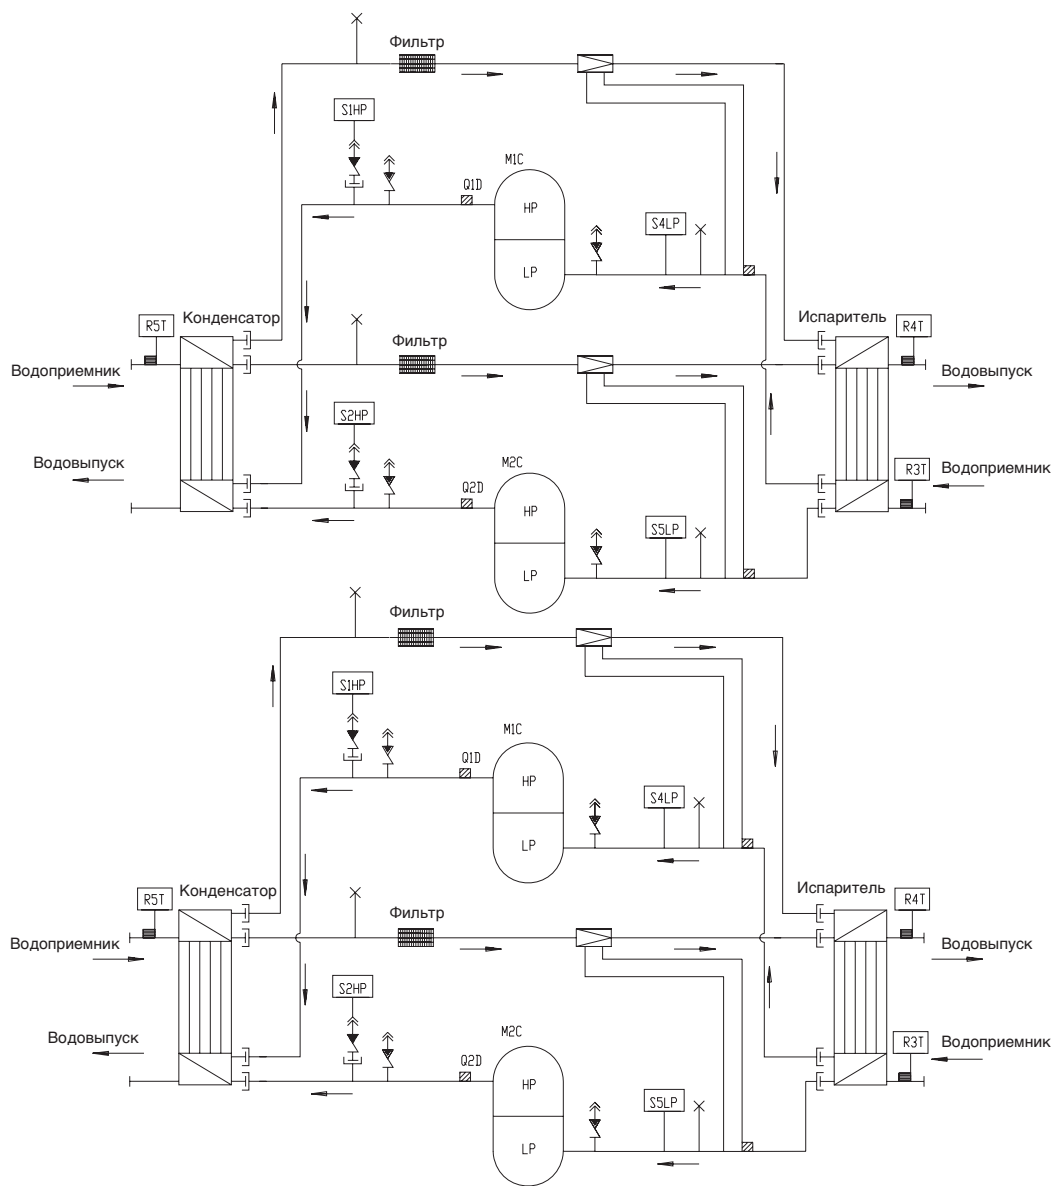 Фильтр
S1HP
M1C
Q1D
HP
S4LP
LP
Конденсатор
Испаритель
R5T
R4T
Фильтр
Водоприемник
Водовыпуск
S2HP
M2C
Водовыпуск
R3T
Водоприемник
Q2D
HP
S5LP
LP
Фильтр
S1HP
M1C
Q1D
HP
S4LP
LP
Конденсатор
Испаритель
R5T
R4T
Фильтр
Водоприемник
Водовыпуск
S2HP
M2C
Водовыпуск
R3T
Водоприемник
Q2D
HP
S5LP
LP